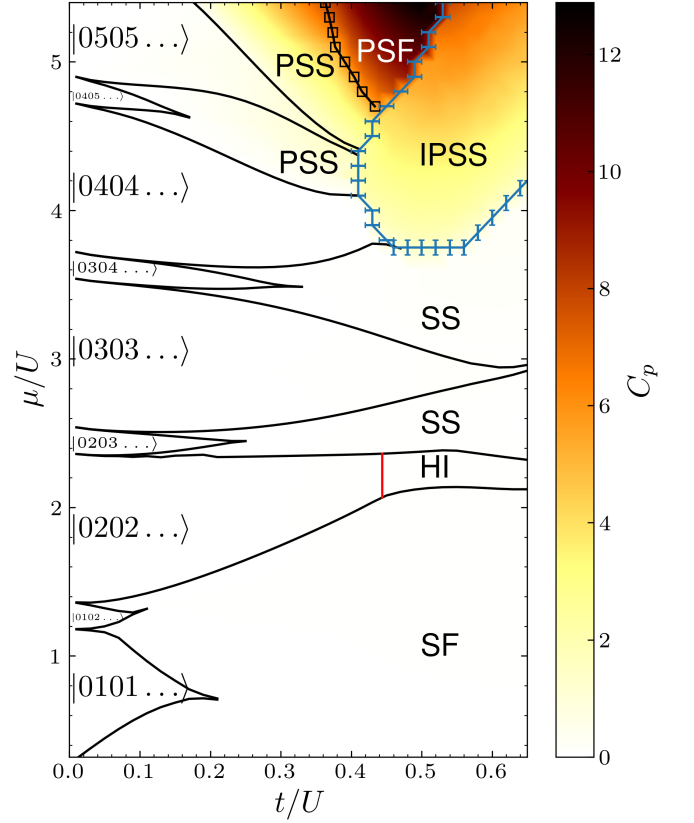 |0505 . . .⟩
PSS
PSF
12
5
|0405 . . .⟩
PSS
IPSS
10
|0404 . . .⟩
4
|0304 . . .⟩
8
SS
|0303 . . .⟩
3
μ/U
C_p
6
SS
|0203 . . .⟩
HI
2
|0202 . . .⟩
4
|0102 . . .⟩
SF
2
1
|0101 . . .⟩
0
0.0 0.1 0.2 0.3 0.4 0.5 0.6
t/U